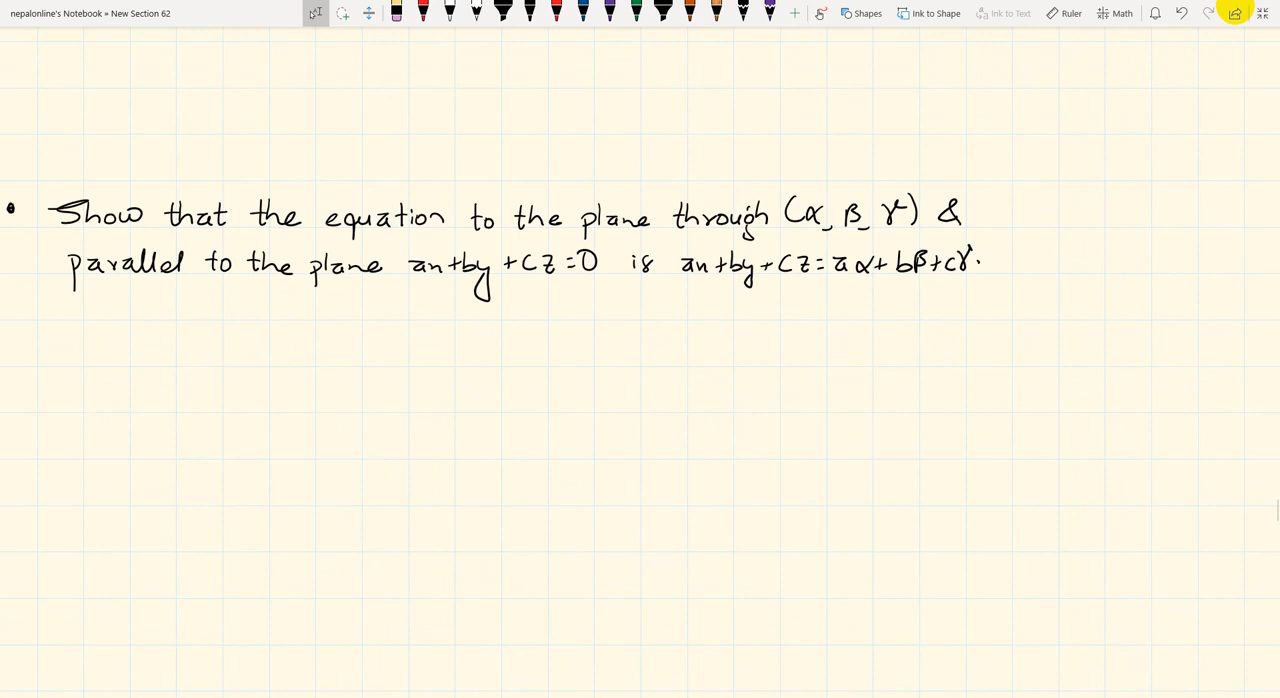 nepalonline's Notebook » New Section 62
Shapes Ink to Shape Ink to Text Ruler Math
• Show that the equation to the plane through (α, β, γ) &
parallel to the plane ax+by+cz=0 is ax+by+cz=aα+bβ+cγ.